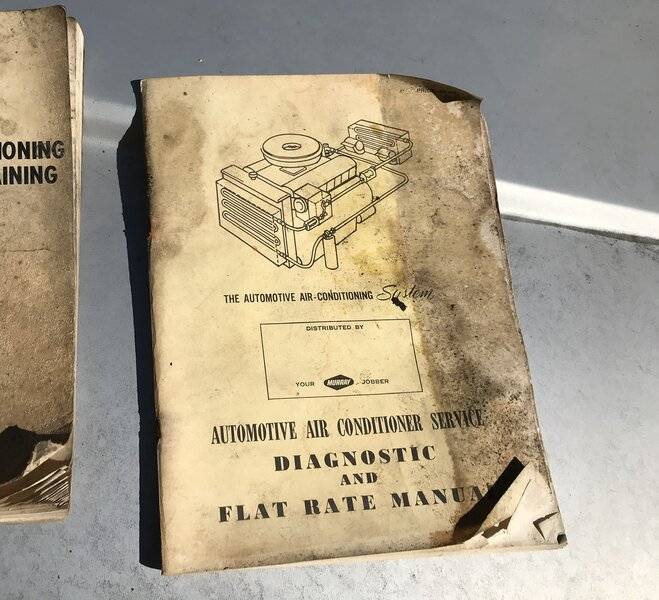 IONING
INING
THE AUTOMOTIVE AIR-CONDITIONING System
DISTRIBUTED BY
YOUR MURRAY JOBBER
AUTOMOTIVE AIR CONDITIONER SERVICE
DIAGNOSTIC
AND
FLAT RATE MANUA